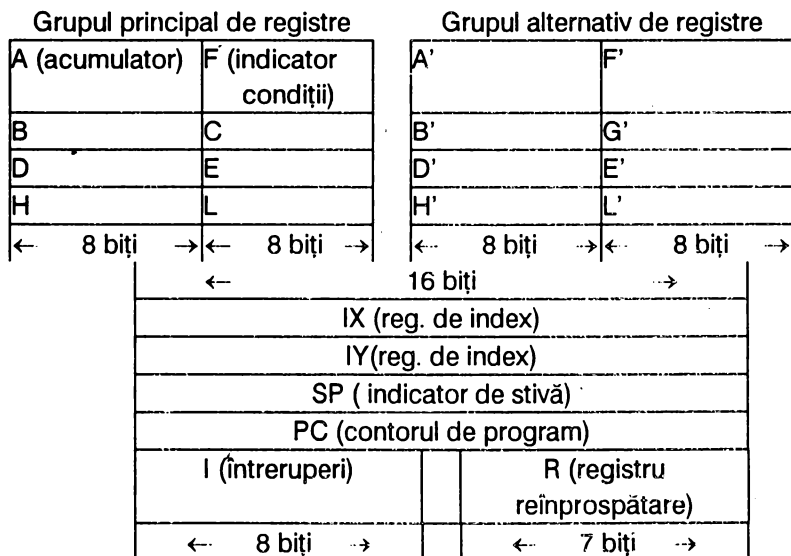 Grupul principal de registre Grupul alternativ de registre
A (acumulator) F (indicator A' F'
condiții)
B C B' G'
D E D' E'
H L H' L'
← 8 biți → ← 8 biți → ← 8 biți → ← 8 biți →
← 16 biți →
IX (reg. de index)
IY(reg. de index)
SP ( indicator de stivă)
PC (contorul de program)
I (întreruperi) R (registru
reînprospătare)
← 8 biți → ← 7 biți →